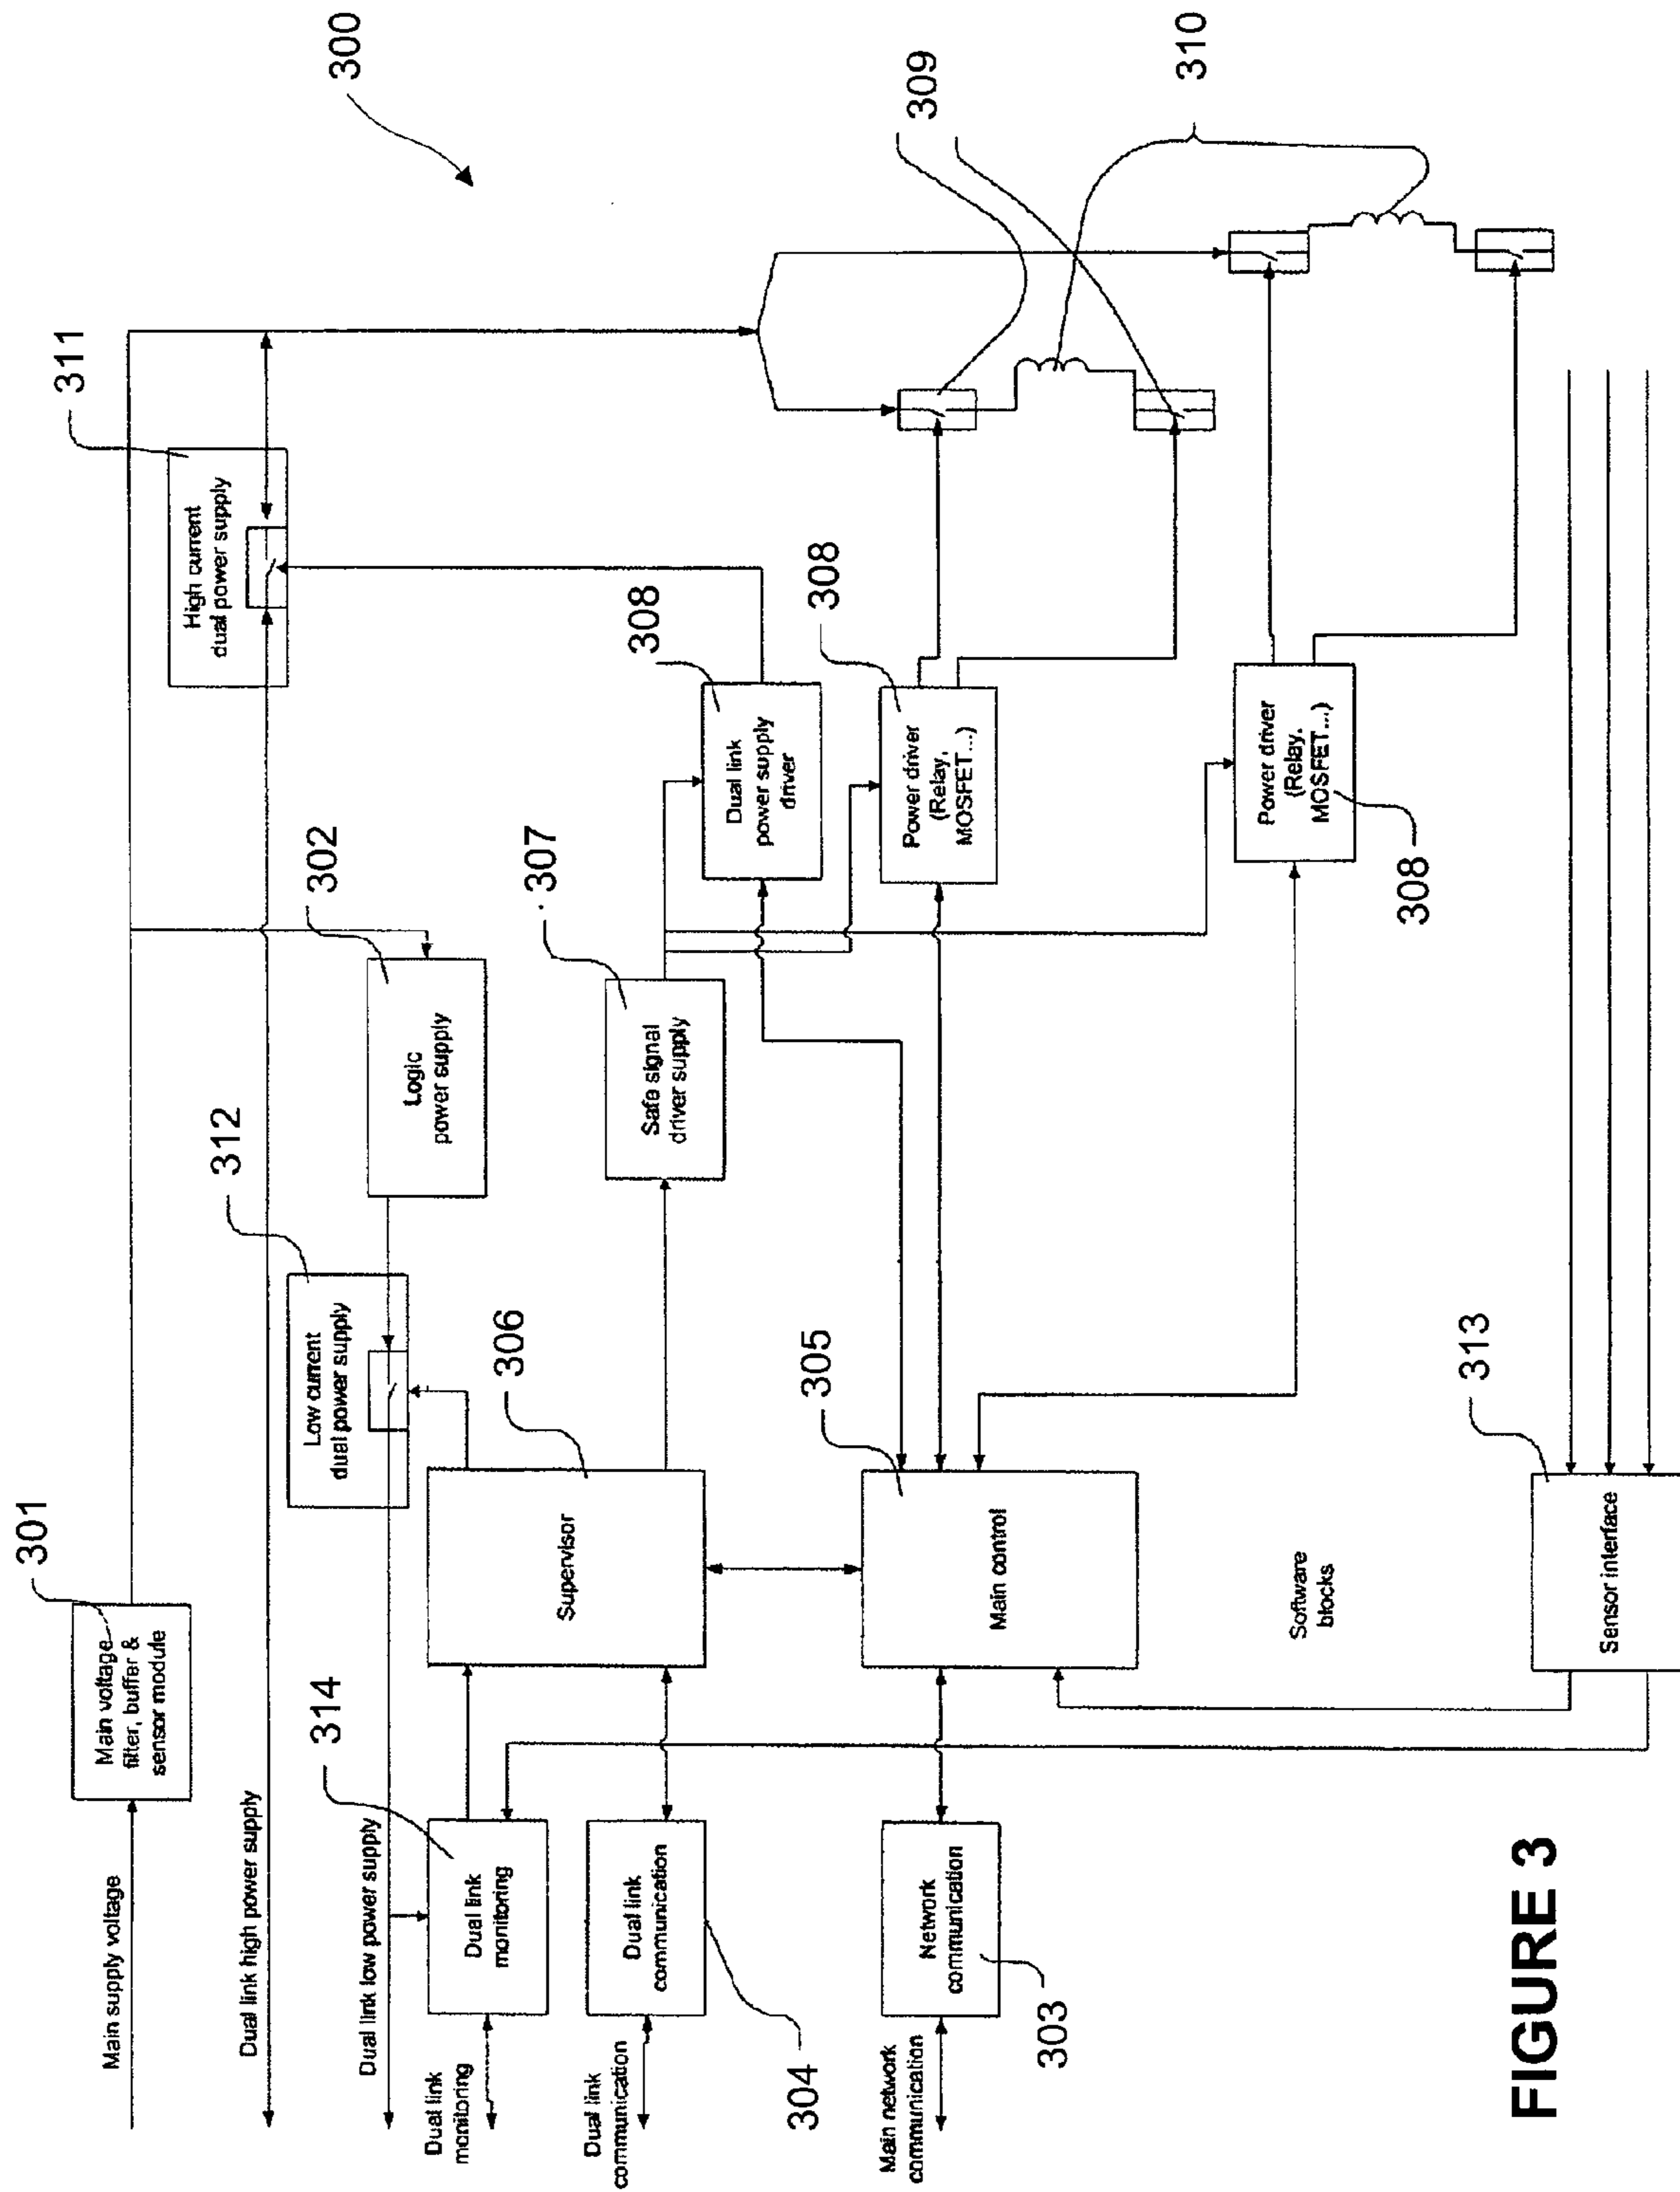 300
301
Main supply voltage
Main voltage
filter, buffer &
sensor module
311
High current
dual power supply
Dual link high power supply
302
Logic
power supply
312
Low current
dual power supply
Dual link low power supply
314
Dual link
monitoring
Dual link
monitoring
306
Supervisor
307
Safe signal
driver supply
308
Dual link
power supply
driver
Dual link
communication
Dual link
communication
304
305
Main control
308
Power driver
(Relay,
MOSFET...)
309
310
Main network
communication
Network
communication
303
Software
blocks
Power driver
(Relay,
MOSFET...)
308
313
Sensor interface
FIGURE 3